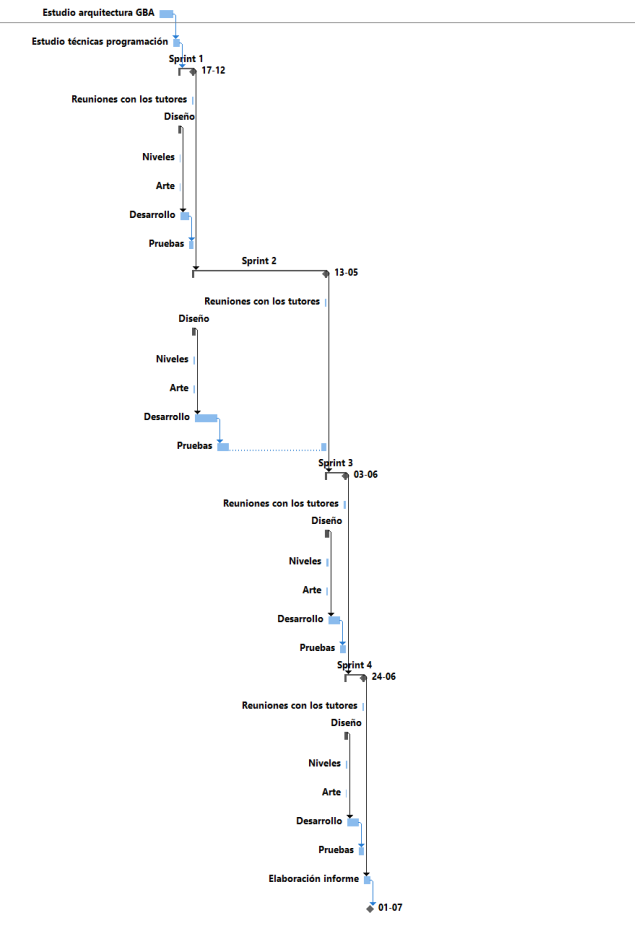 Estudio arquitectura GBA
Estudio técnicas programación
Sprint 1
17-12
Reuniones con los tutores
Diseño
Niveles
Arte
Desarrollo
Pruebas
Sprint 2
13-05
Reuniones con los tutores
Diseño
Niveles
Arte
Desarrollo
Pruebas
Sprint 3
03-06
Reuniones con los tutores
Diseño
Niveles
Arte
Desarrollo
Pruebas
Sprint 4
24-06
Reuniones con los tutores
Diseño
Niveles
Arte
Desarrollo
Pruebas
Elaboración informe
01-07